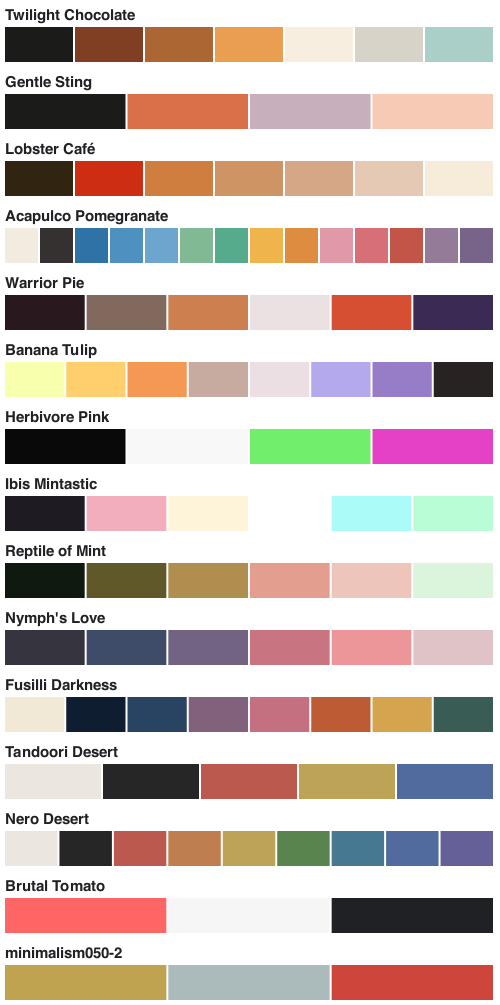 Twilight Chocolate
Gentle Sting
Lobster Café
Acapulco Pomegranate
Warrior Pie
Banana Tulip
Herbivore Pink
Ibis Mintastic
Reptile of Mint
Nymph's Love
Fusilli Darkness
Tandoori Desert
Nero Desert
Brutal Tomato
minimalism050-2